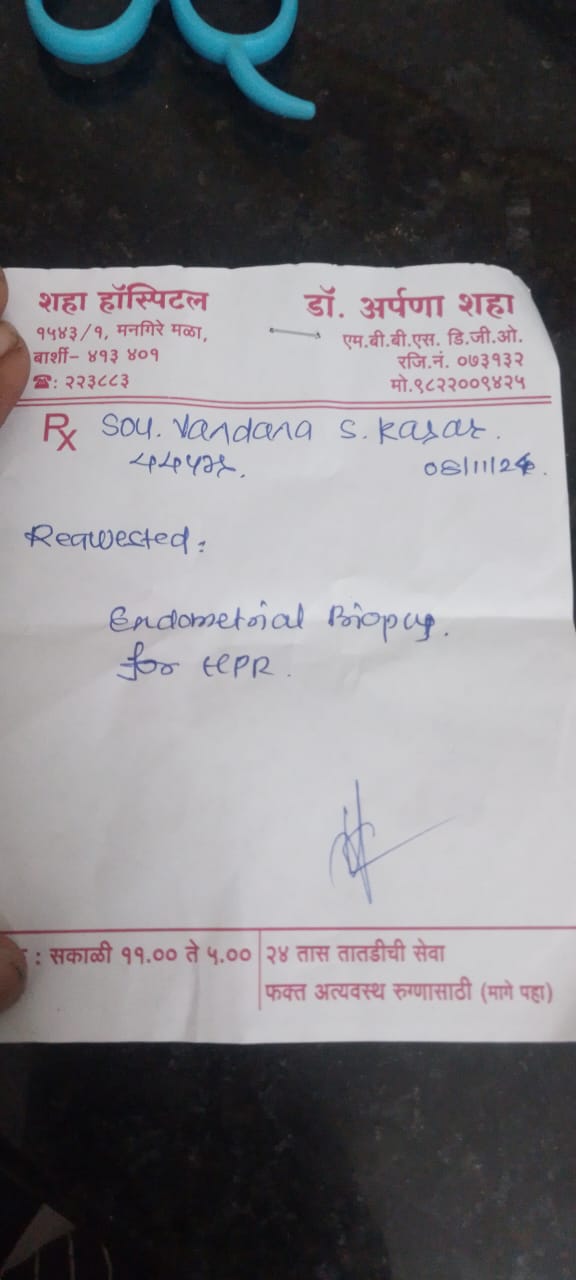 शहा हॉस्पिटल
१५४३/१, मनगिरे मळा,
बार्शी- ४१३ ४०१
☎: २२३८८३
डॉ. अर्पणा शहा
एम.बी.बी.एस. डि.जी.ओ.
रजि.नं. ०७३१३२
मो.९८२२००९४२५
Rx Sou. Vandana S. Kasar.
08/11/24.
Reqwested:
Endometrial Biopsy.
for HPR.
: सकाळी ११.०० ते ५.००
२४ तास तातडीची सेवा
फक्त अत्यवस्थ रुग्णासाठी (मागे पहा)